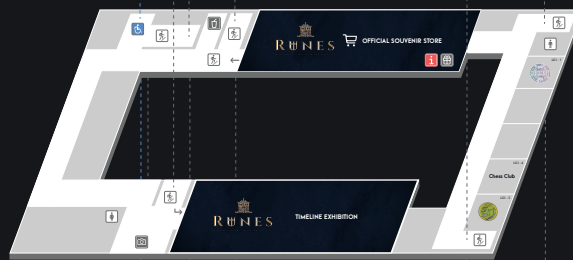 RUNES
OFFICIAL SOUVENIR STORE
Chess Club
RUNES
TIMELINE EXHIBITION